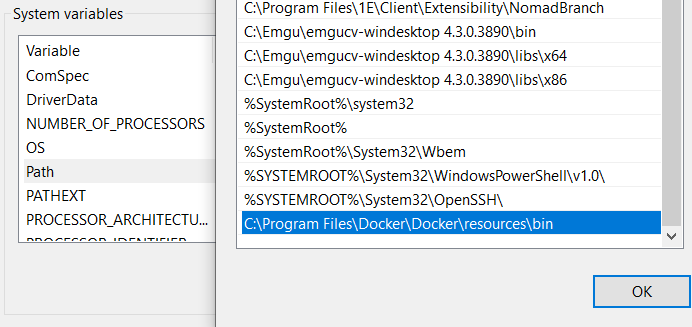 System variables
Variable
ComSpec
DriverData
NUMBER_OF_PROCESSORS
OS
Path
PATHEXT
PROCESSOR_ARCHITECTU...
PROCESSOR_IDENTIFIER
C:\Program Files\1E\Client\Extensibility\NomadBranch
C:\Emgu\emgucv-windesktop 4.3.0.3890\bin
C:\Emgu\emgucv-windesktop 4.3.0.3890\libs\x64
C:\Emgu\emgucv-windesktop 4.3.0.3890\libs\x86
%SystemRoot%\system32
%SystemRoot%
%SystemRoot%\System32\Wbem
%SYSTEMROOT%\System32\WindowsPowerShell\v1.0\
%SYSTEMROOT%\System32\OpenSSH\
C:\Program Files\Docker\Docker\resources\bin
OK